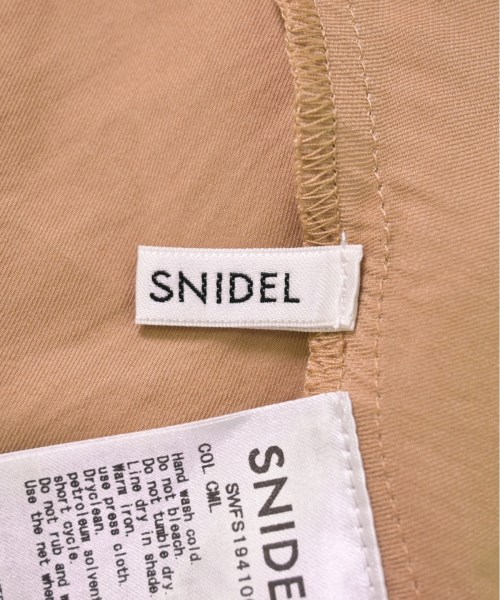 SNIDEL
SNIDE
SWFS19410
COL CML
Hand wash cold.
Do not bleach.
Do not tumble dry.
Line dry in shade.
Warm iron.
use press cloth.
Dryclean.
petroleum solvent
short cycle.
Do not rub and w
Use the net when